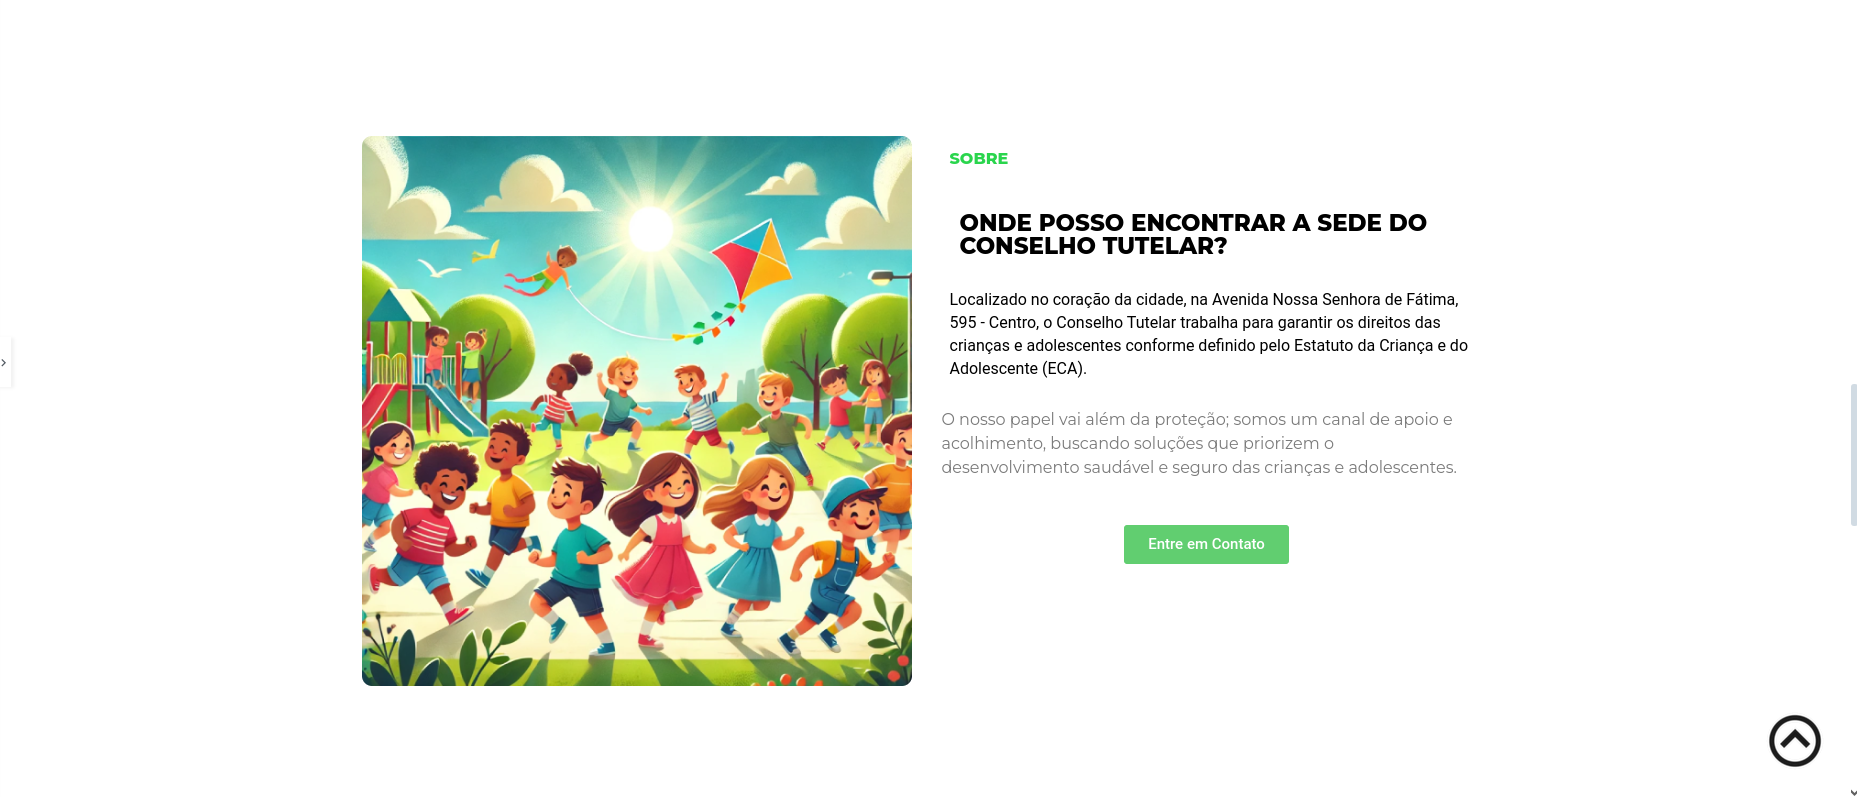 SOBRE
ONDE POSSO ENCONTRAR A SEDE DO
CONSELHO TUTELAR?
Localizado no coração da cidade, na Avenida Nossa Senhora de Fátima,
595 - Centro, o Conselho Tutelar trabalha para garantir os direitos das
crianças e adolescentes conforme definido pelo Estatuto da Criança e do
Adolescente (ECA).
O nosso papel vai além da proteção; somos um canal de apoio e
acolhimento, buscando soluções que priorizem o
desenvolvimento saudável e seguro das crianças e adolescentes.
Entre em Contato